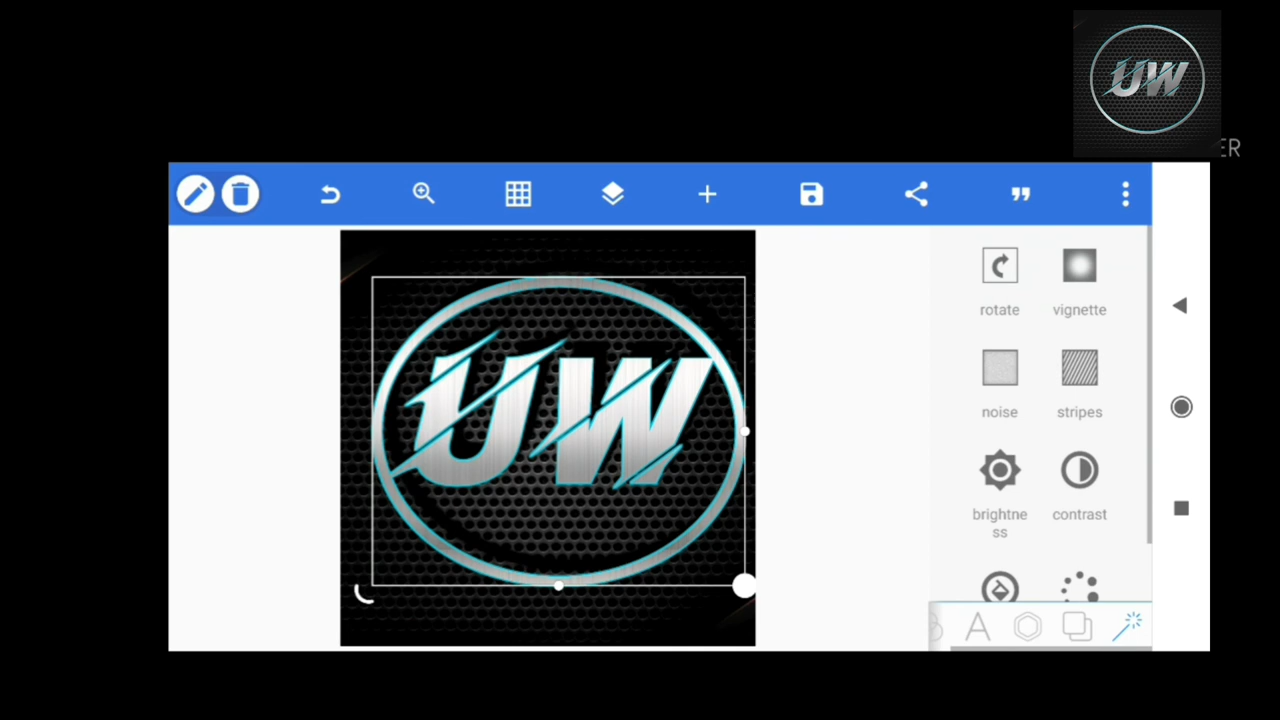 UW
ER
UW
rotate
vignette
noise
stripes
brightne
ss
contrast
A